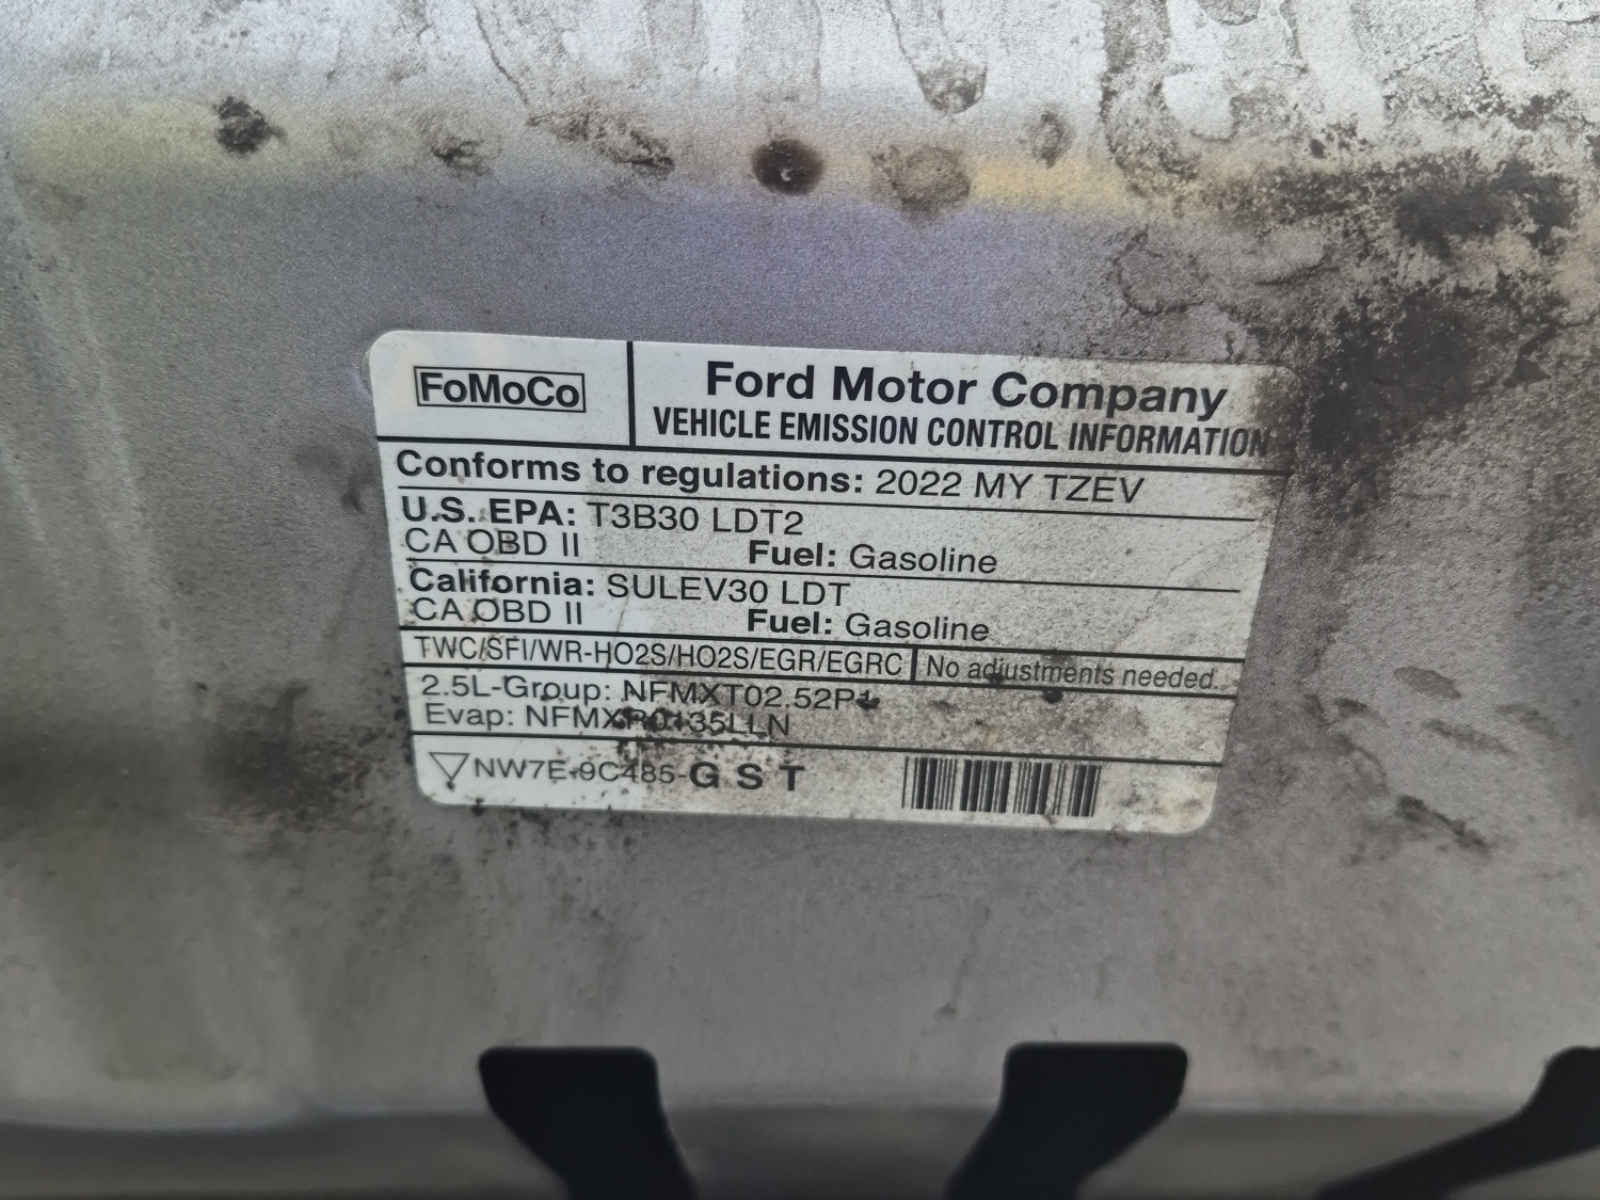 FoMoCo
Ford Motor Company
VEHICLE EMISSION CONTROL INFORMATION
Conforms to regulations: 2022 MY TZEV
U.S. EPA: T3B30 LDT2
CA OBD II Fuel: Gasoline
California: SULEV30 LDT
CA OBD II Fuel: Gasoline
TWC/SFI/WR-HO2S/HO2S/EGR/EGRC No adjustments needed.
2.5L-Group:
Evap: NFMXR0135LLN
NW7E-9C485-G S T